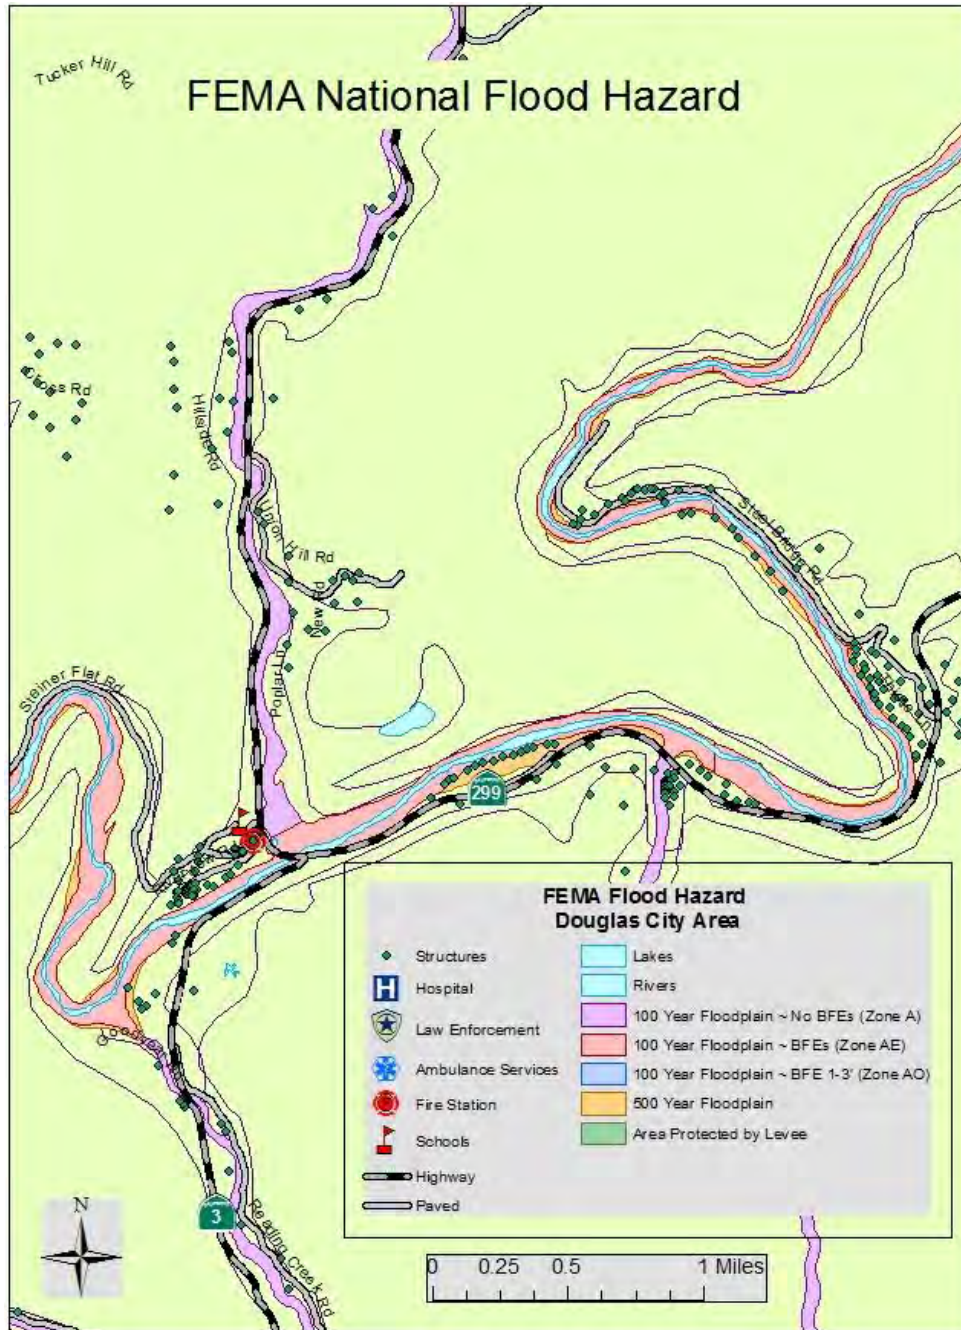 Tucker Hill Rd
FEMA National Flood Hazard
Cross Rd
Union Hill Rd
New Rd
Steel Bridge Rd
Steiner Flat Rd
Poplar Ln
299
FEMA Flood Hazard
Douglas City Area
Structures
Hospital
Law Enforcement
Ambulance Services
Fire Station
Schools
Highway
Paved
Lakes
Rivers
100 Year Floodplain ~ No BFEs (Zone A)
100 Year Floodplain ~ BFEs (Zone AE)
100 Year Floodplain ~ BFE 1-3' (Zone AO)
500 Year Floodplain
Area Protected by Levee
H
3
Reading Creek Rd
N
0 0.25 0.5 1 Miles